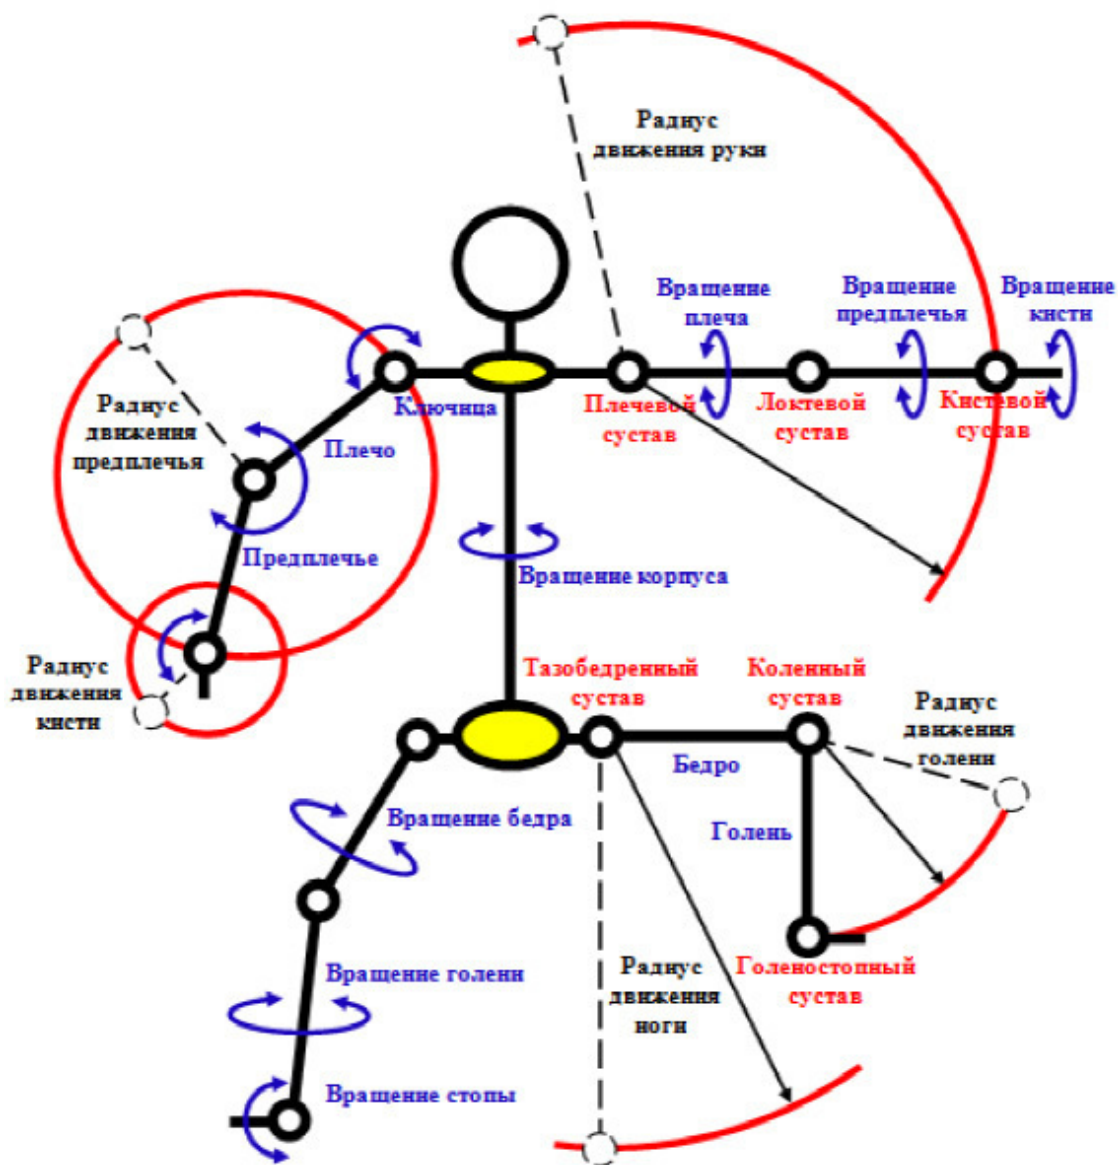 Радиус
движения руки
Вращение
плеча
Вращение
предплечья
Вращение
кисти
Ключица
Плечевой
сустав
Локтевой
сустав
Кистевой
сустав
Радиус
движения
предплечья
Плечо
Предплечье
Вращение корпуса
Радиус
движения
кисти
Тазобедренный
сустав
Коленный
сустав
Радиус
движения
голени
Бедро
Вращение бедра
Голень
Вращение голени
Радиус
движения
ноги
Голеностопный
сустав
Вращение стопы